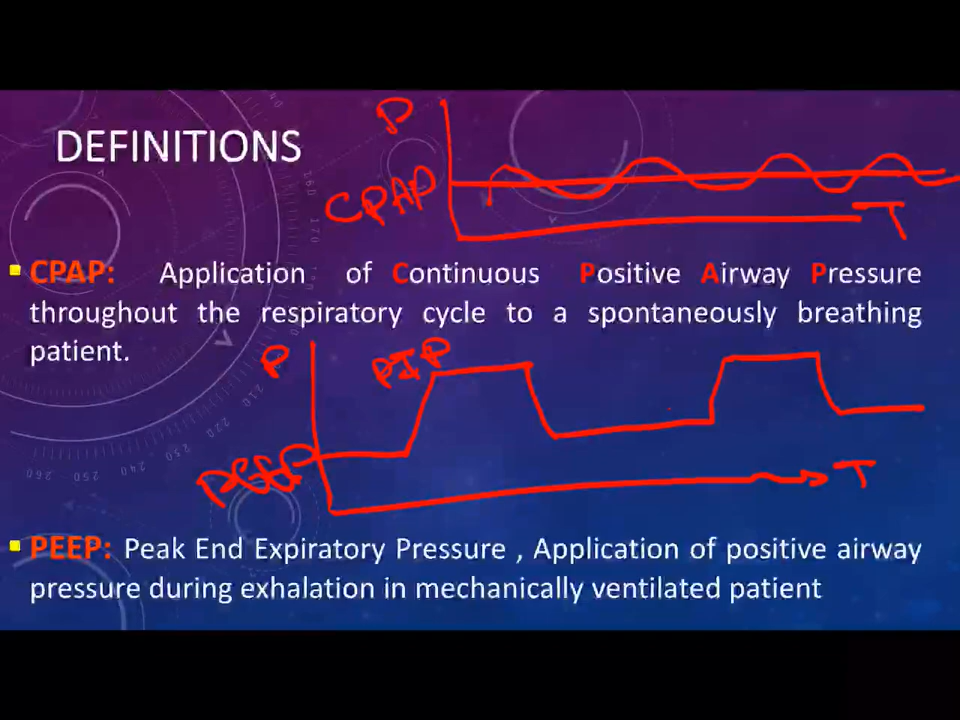 P
DEFINITIONS
CPAP
T
CPAP: Application of Continuous Positive Airway Pressure
throughout the respiratory cycle to a spontaneously breathing
patient.
P
PIP
PEEP
T
PEEP: Peak End Expiratory Pressure , Application of positive airway
pressure during exhalation in mechanically ventilated patient